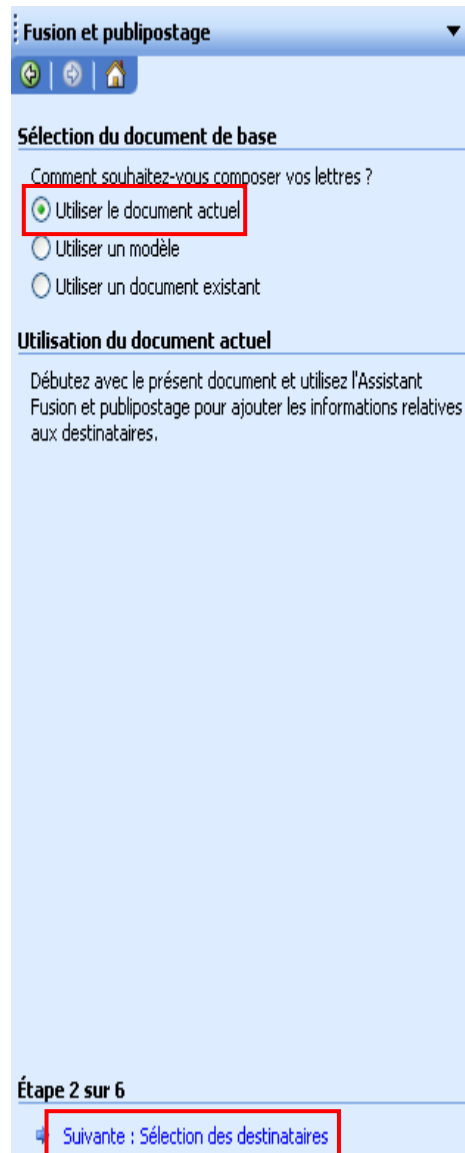 Fusion et publipostage
Sélection du document de base
Comment souhaitez-vous composer vos lettres ?
Utiliser le document actuel
Utiliser un modèle
Utiliser un document existant
Utilisation du document actuel
Débutez avec le présent document et utilisez l'Assistant
Fusion et publipostage pour ajouter les informations relatives
aux destinataires.
Étape 2 sur 6
Suivante : Sélection des destinataires